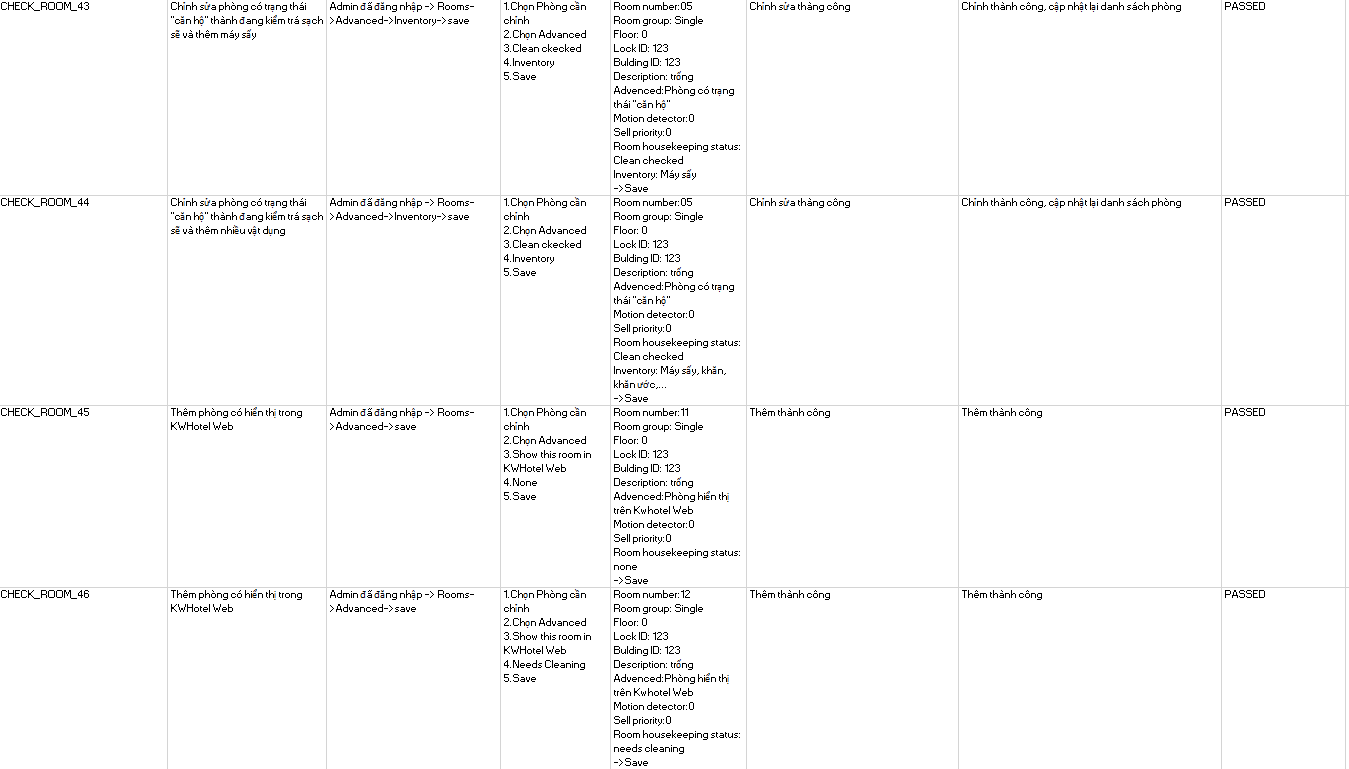 CHECK_ROOM_43
Chỉnh sửa phòng có trạng thái
"căn hộ" thành đang kiểm trá sạch
sẽ và thêm máy sấy
Admin đã đăng nhập -> Rooms-
>Advanced->Inventory->save
1.Chọn Phòng cần
chỉnh
2.Chọn Advanced
3.Clean ckecked
4.Inventory
5.Save
Room number:05
Room group: Single
Floor: 0
Lock ID: 123
Bulding ID: 123
Description: trống
Advenced:Phòng có trạng
thái "căn hộ"
Motion detector:0
Sell priority:0
Room housekeeping status:
Clean checked
Inventory: Máy sấy
->Save
Chỉnh sửa thàng công
Chỉnh thành công, cập nhật lại danh sách phòng
PASSED
CHECK_ROOM_44
Chỉnh sửa phòng có trạng thái
"căn hộ" thành đang kiểm trá sạch
sẽ và thêm nhiều vật dụng
Admin đã đăng nhập -> Rooms-
>Advanced->Inventory->save
1.Chọn Phòng cần
chỉnh
2.Chọn Advanced
3.Clean ckecked
4.Inventory
5.Save
Room number:05
Room group: Single
Floor: 0
Lock ID: 123
Bulding ID: 123
Description: trống
Advenced:Phòng có trạng
thái "căn hộ"
Motion detector:0
Sell priority:0
Room housekeeping status:
Clean checked
Inventory: Máy sấy, khăn,
khăn ước,...
->Save
Chỉnh sửa thàng công
Chỉnh thành công, cập nhật lại danh sách phòng
PASSED
CHECK_ROOM_45
Thêm phòng có hiển thị trong
KWHotel Web
Admin đã đăng nhập -> Rooms-
>Advanced->save
1.Chọn Phòng cần
chỉnh
2.Chọn Advanced
3.Show this room in
KWHotel Web
4.None
5.Save
Room number:11
Room group: Single
Floor: 0
Lock ID: 123
Bulding ID: 123
Description: trống
Advenced:Phòng hiển thị
trên Kwhotel Web
Motion detector:0
Sell priority:0
Room housekeeping status:
none
->Save
Thêm thành công
Thêm thành công
PASSED
CHECK_ROOM_46
Thêm phòng có hiển thị trong
KWHotel Web
Admin đã đăng nhập -> Rooms-
>Advanced->save
1.Chọn Phòng cần
chỉnh
2.Chọn Advanced
3.Show this room in
KWHotel Web
4.Needs Cleaning
5.Save
Room number:12
Room group: Single
Floor: 0
Lock ID: 123
Bulding ID: 123
Description: trống
Advenced:Phòng hiển thị
trên Kwhotel Web
Motion detector:0
Sell priority:0
Room housekeeping status:
needs cleaning
->Save
Thêm thành công
Thêm thành công
PASSED